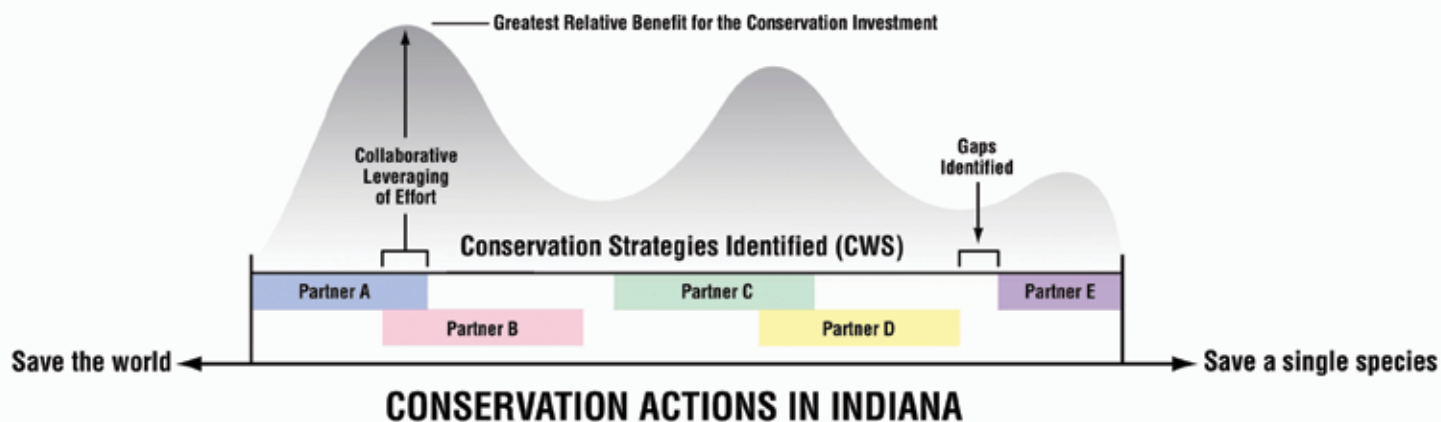 Greatest Relative Benefit for the Conservation Investment
Collaborative
Leveraging
of Effort
Gaps
Identified
Conservation Strategies Identified (CWS)
Partner A
Partner C
Partner E
Partner B
Partner D
Save the world
Save a single species
CONSERVATION ACTIONS IN INDIANA